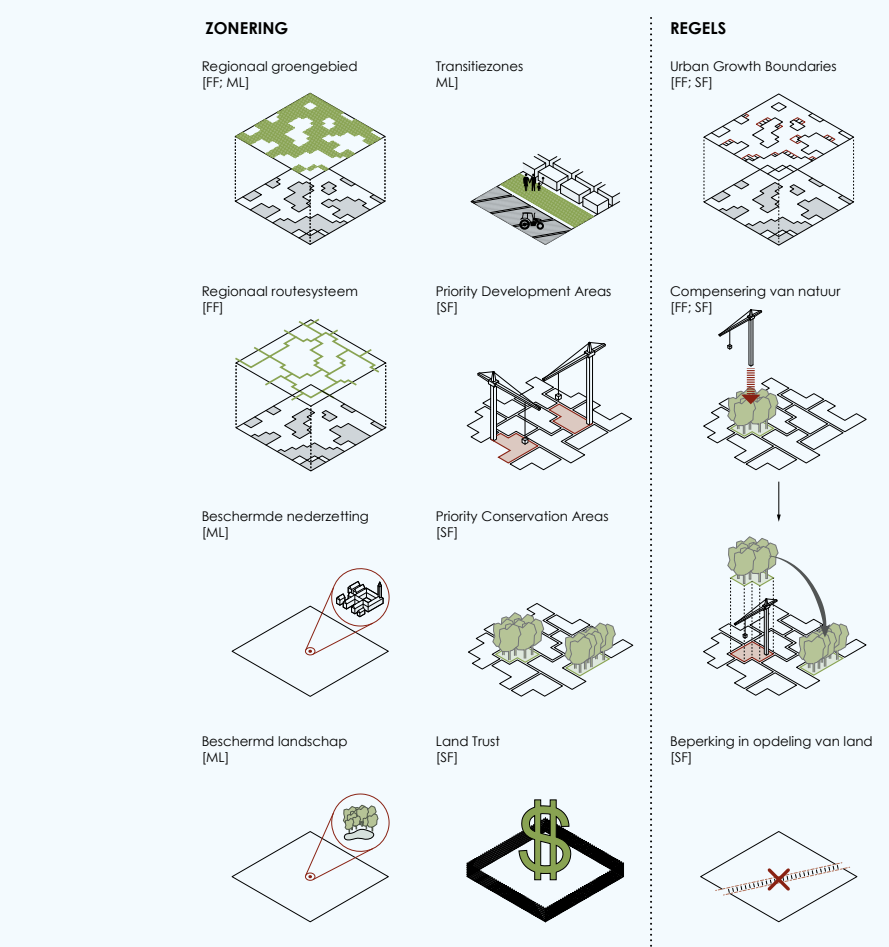 ZONERING
Regionaal groengebied
[FF; ML]
Transitiezones
ML]
Regionaal routesysteem
[FF]
Priority Development Areas
[SF]
Beschermde nederzetting
[ML]
Priority Conservation Areas
[SF]
Beschermd landschap
[ML]
Land Trust
[SF]
$
REGELS
Urban Growth Boundaries
[FF; SF]
Compensering van natuur
[FF; SF]
Beperking in opdeling van land
[SF]